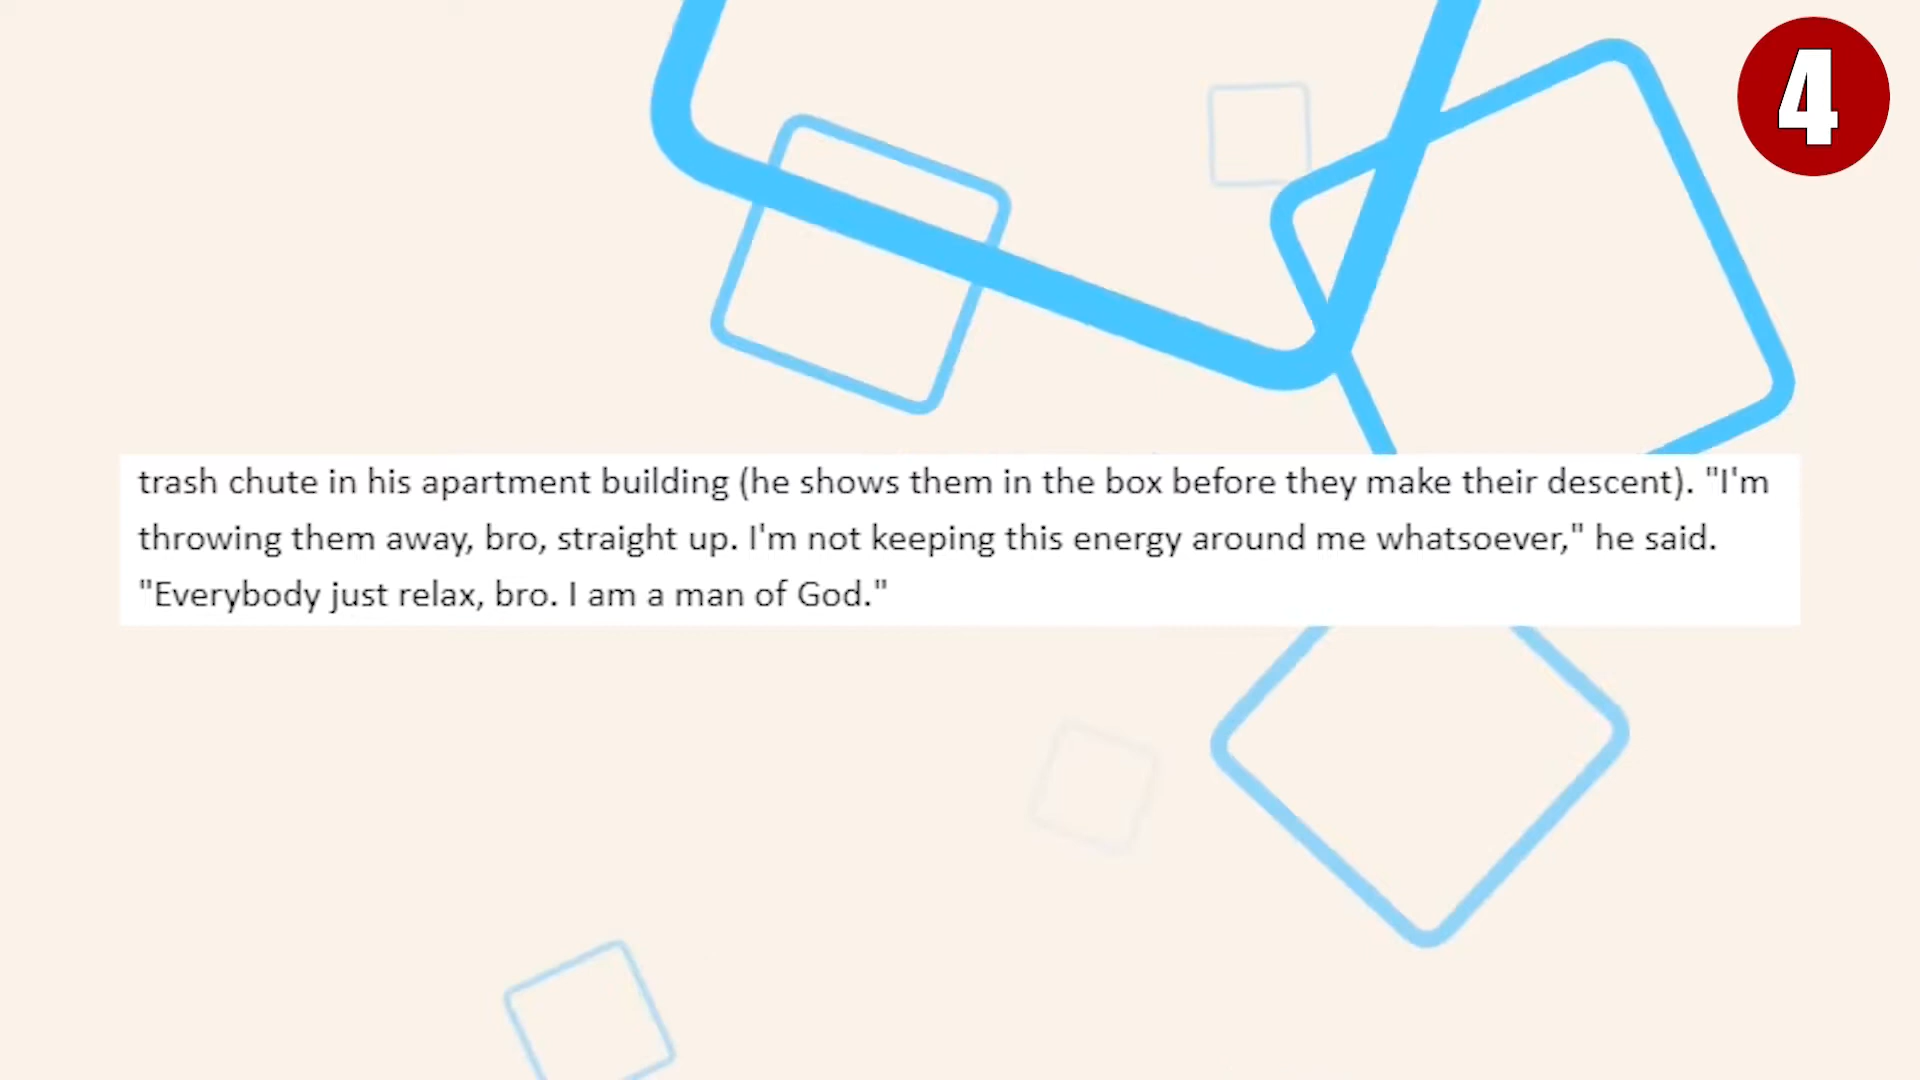 4
trash chute in his apartment building (he shows them in the box before they make their descent). "I'm
throwing them away, bro, straight up. I'm not keeping this energy around me whatsoever," he said.
"Everybody just relax, bro. I am a man of God."